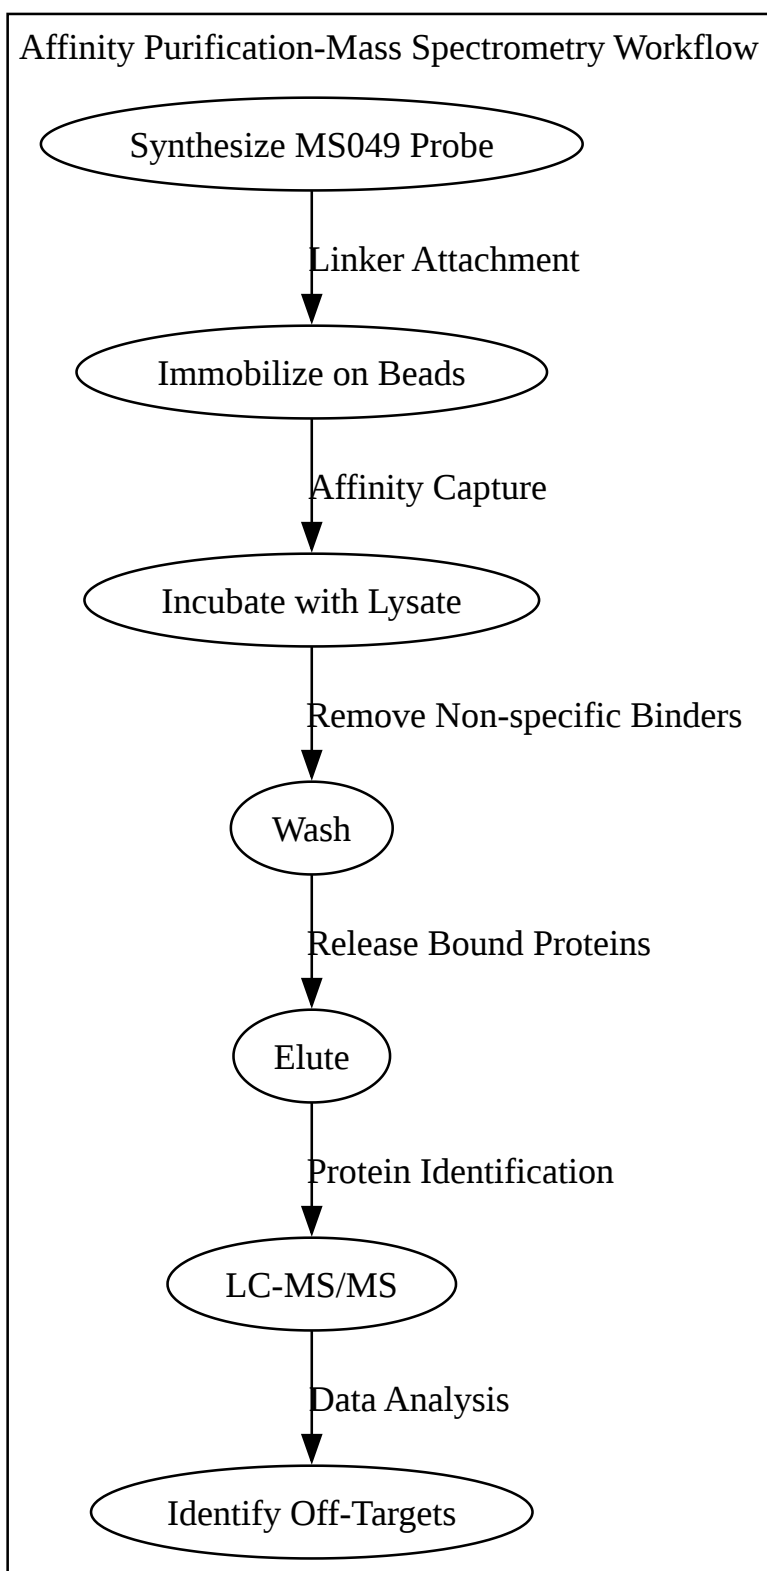 Affinity Purification-Mass Spectrometry Workflow
Synthesize MS049 Probe
Linker Attachment
Immobilize on Beads
Affinity Capture
Incubate with Lysate
Remove Non-specific Binders
Wash
Release Bound Proteins
Elute
Protein Identification
LC-MS/MS
Data Analysis
Identify Off-Targets